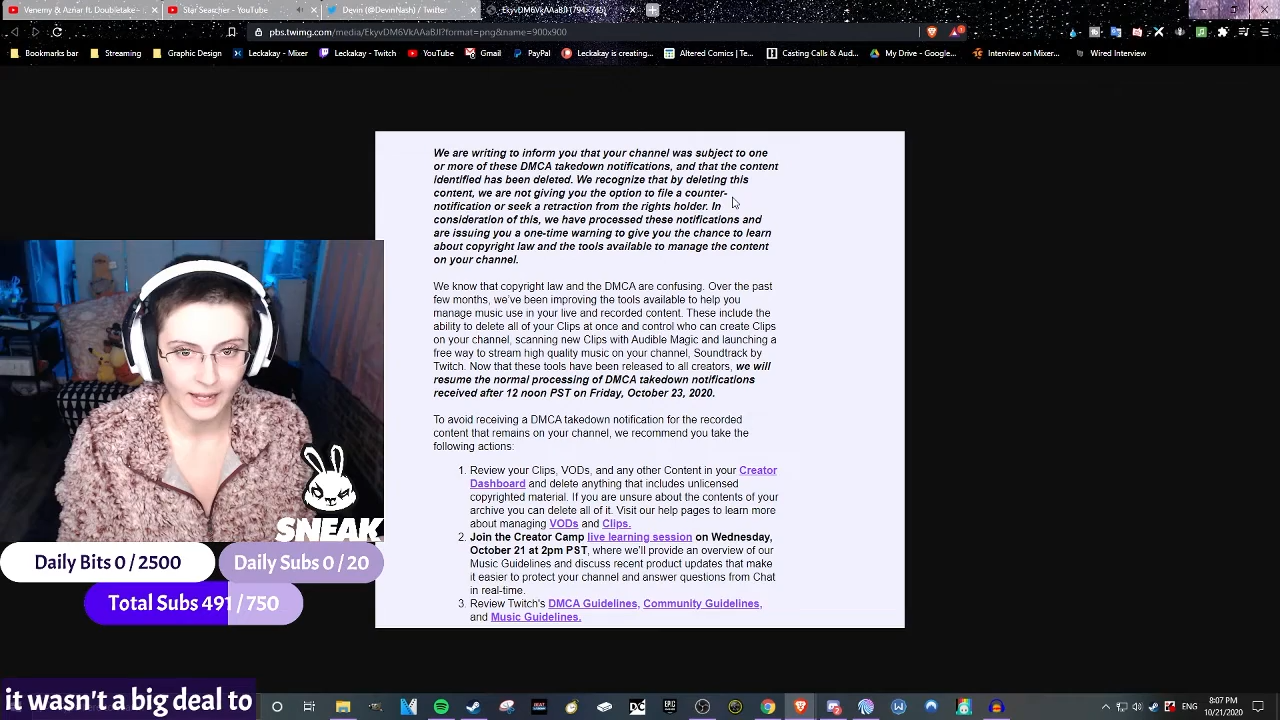 Venemy & Azriar ft. Doubletake -
Star Seascher - YouTube
Devin (@DevinNash) / Twitter
EkyvDM6VkAAaBJI (794×745)
pbs.twimg.com/media/EkyvDM6VkAAaBJI?format=png&name=900x900
Bookmarks bar
Streaming
Graphic Design
Leckakay - Mixer
Leckakay - Twitch
YouTube
Gmail
PayPal
Leckakay is creating...
Altered Comics | Te...
Casting Calls & Aud...
My Drive - Google...
Interview on Mixer...
Wired Interview
We are writing to inform you that your channel was subject to one
or more of these DMCA takedown notifications, and that the content
identified has been deleted. We recognize that by deleting this
content, we are not giving you the option to file a counter-
notification or seek a retraction from the rights holder. In
consideration of this, we have processed these notifications and
are issuing you a one-time warning to give you the chance to learn
about copyright law and the tools available to manage the content
on your channel.
We know that copyright law and the DMCA are confusing. Over the past
few months, we've been improving the tools available to help you
manage music use in your live and recorded content. These include the
ability to delete all of your Clips at once and control who can create Clips
on your channel, scanning new Clips with Audible Magic and launching a
free way to stream high quality music on your channel, Soundtrack by
Twitch. Now that these tools have been released to all creators, we will
resume the normal processing of DMCA takedown notifications
received after 12 noon PST on Friday, October 23, 2020.
To avoid receiving a DMCA takedown notification for the recorded
content that remains on your channel, we recommend you take the
following actions:
1. Review your Clips, VODs, and any other Content in your Creator
Dashboard and delete anything that includes unlicensed
copyrighted material. If you are unsure about the contents of your
archive you can delete all of it. Visit our help pages to learn more
about managing VODs and Clips.
2. Join the Creator Camp live learning session on Wednesday,
October 21 at 2pm PST, where we'll provide an overview of our
Music Guidelines and discuss recent product updates that make
it easier to protect your channel and answer questions from Chat
in real-time.
3. Review Twitch's DMCA Guidelines, Community Guidelines,
and Music Guidelines.
SNEAK
Daily Bits 0 / 2500
Daily Subs 0 / 20
Total Subs 491 / 750
it wasn't a big deal to
ENG
8:07 PM
10/21/2020